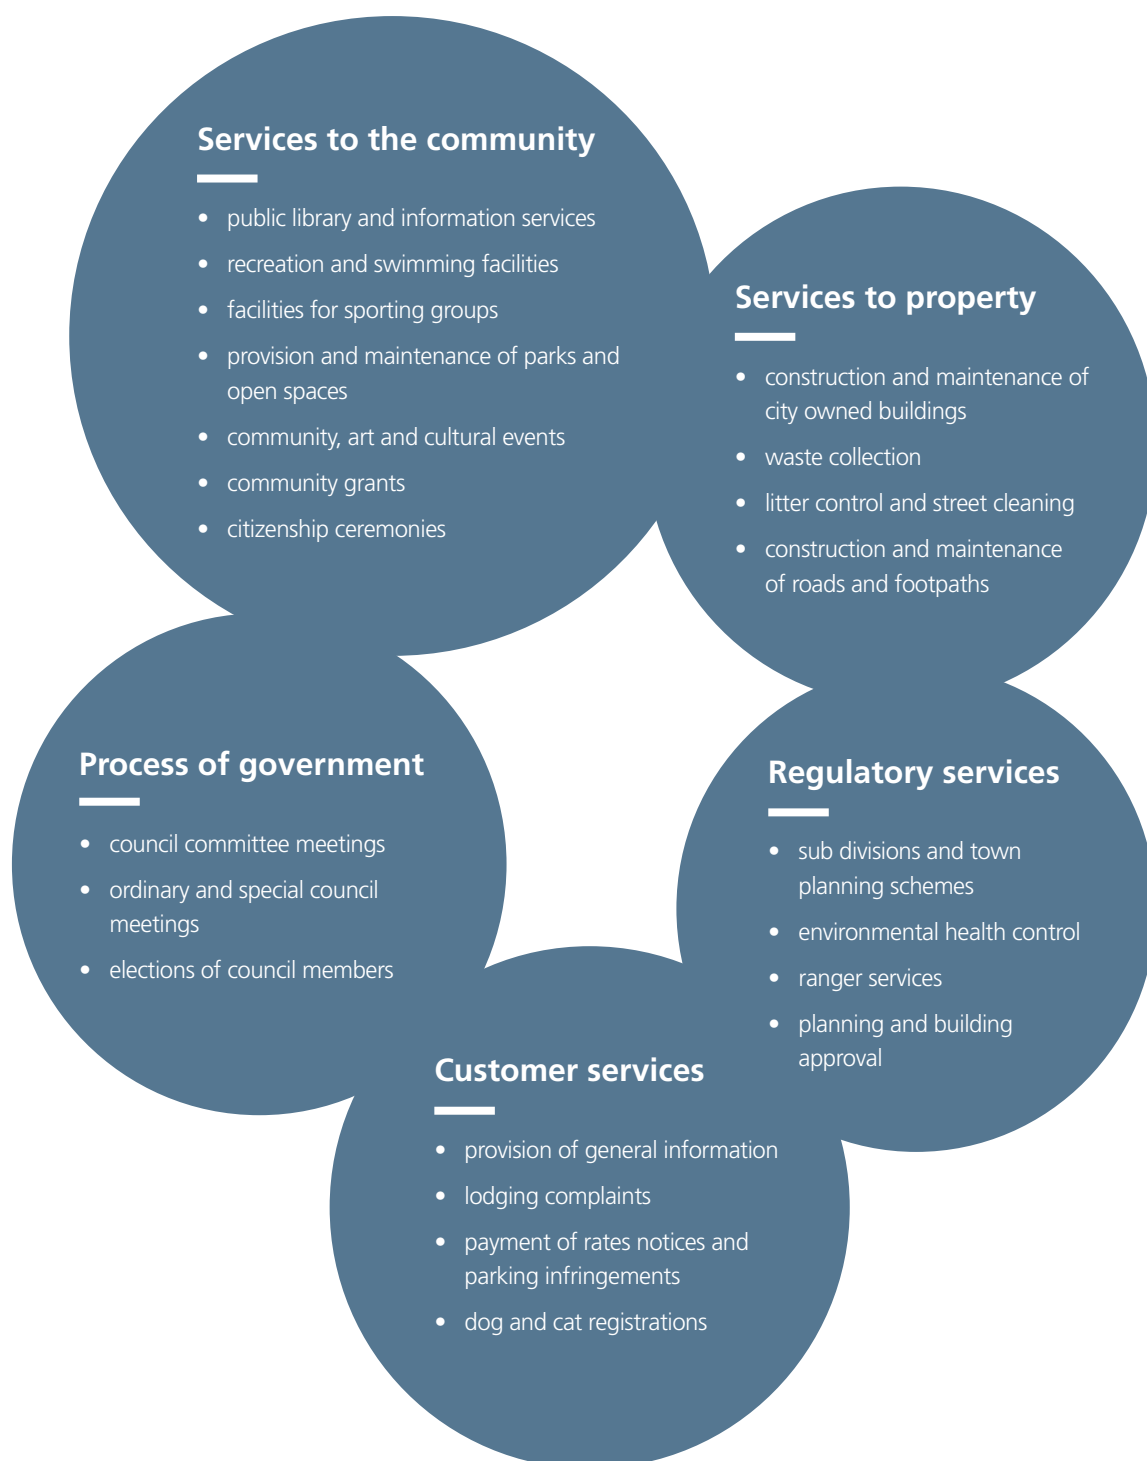 Services to the community
• public library and information services
• recreation and swimming facilities
• facilities for sporting groups
• provision and maintenance of parks and
open spaces
• community, art and cultural events
• community grants
• citizenship ceremonies
Services to property
• construction and maintenance of
city owned buildings
• waste collection
• litter control and street cleaning
• construction and maintenance
of roads and footpaths
Process of government
• council committee meetings
• ordinary and special council
meetings
• elections of council members
Regulatory services
• sub divisions and town
planning schemes
• environmental health control
• ranger services
• planning and building
approval
Customer services
• provision of general information
• lodging complaints
• payment of rates notices and
parking infringements
• dog and cat registrations